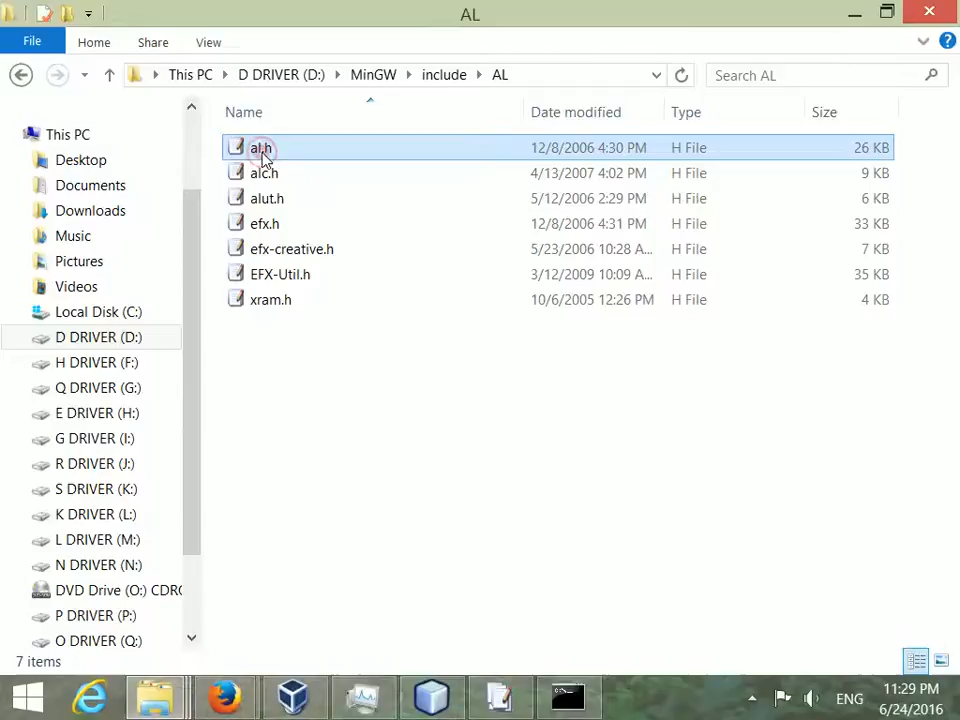 AL
File
Home
Share
View
This PC
D DRIVER (D:)
MinGW
include
AL
Search AL
Name
Date modified
Type
Size
al.h 12/8/2006 4:30 PM H File 26 KB
alc.h 4/13/2007 4:02 PM H File 9 KB
alut.h 5/12/2006 2:29 PM H File 6 KB
efx.h 12/8/2006 4:31 PM H File 33 KB
efx-creative.h 5/23/2006 10:28 A... H File 7 KB
EFX-Util.h 3/12/2009 10:09 A... H File 35 KB
xram.h 10/6/2005 12:26 PM H File 4 KB
This PC
Desktop
Documents
Downloads
Music
Pictures
Videos
Local Disk (C:)
D DRIVER (D:)
H DRIVER (F:)
Q DRIVER (G:)
E DRIVER (H:)
G DRIVER (I:)
R DRIVER (J:)
S DRIVER (K:)
K DRIVER (L:)
L DRIVER (M:)
N DRIVER (N:)
DVD Drive (O:) CDRO
P DRIVER (P:)
O DRIVER (Q:)
7 items
ENG
11:29 PM
6/24/2016